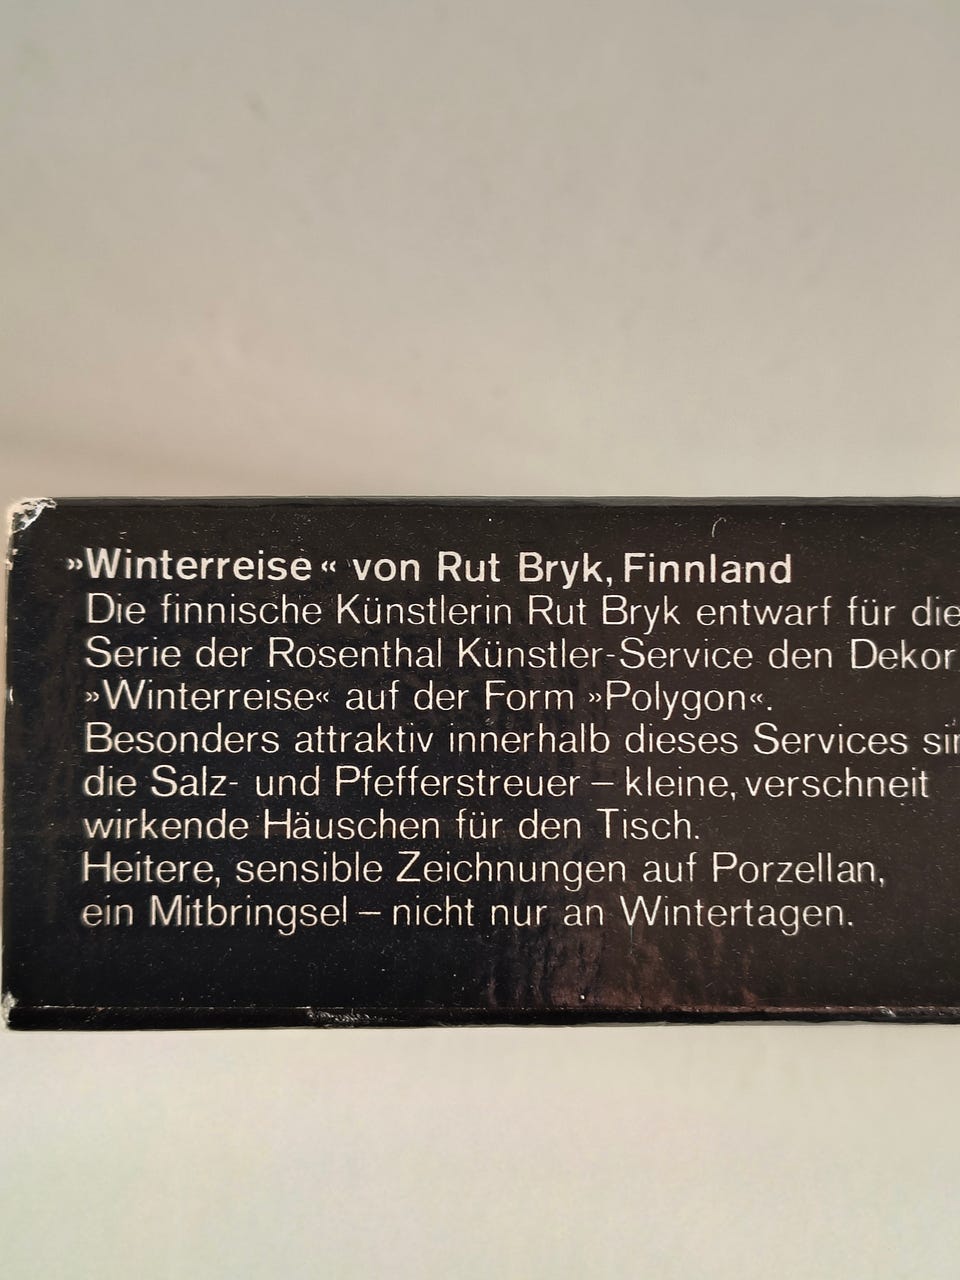 »Winterreise« von Rut Bryk, Finnland
Die finnische Künstlerin Rut Bryk entwarf für die
Serie der Rosenthal Künstler-Service den Dekor
»Winterreise« auf der Form »Polygon«.
Besonders attraktiv innerhalb dieses Services
die Salz- und Pfefferstreuer – kleine, verschneit
wirkende Häuschen für den Tisch.
Heitere, sensible Zeichnungen auf Porzellan,
ein Mitbringsel – nicht nur an Wintertagen.